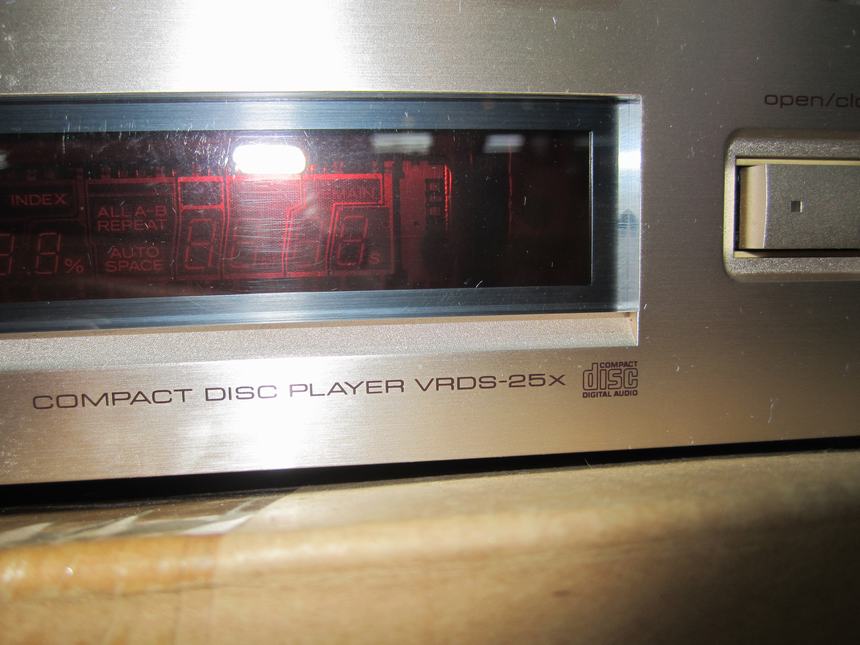 open/clo
INDEX
ALL A-B
REPEAT
%
AUTO
SPACE
S
COMPACT DISC PLAYER VRDS-25x
COMPACT
disc
DIGITAL AUDIO